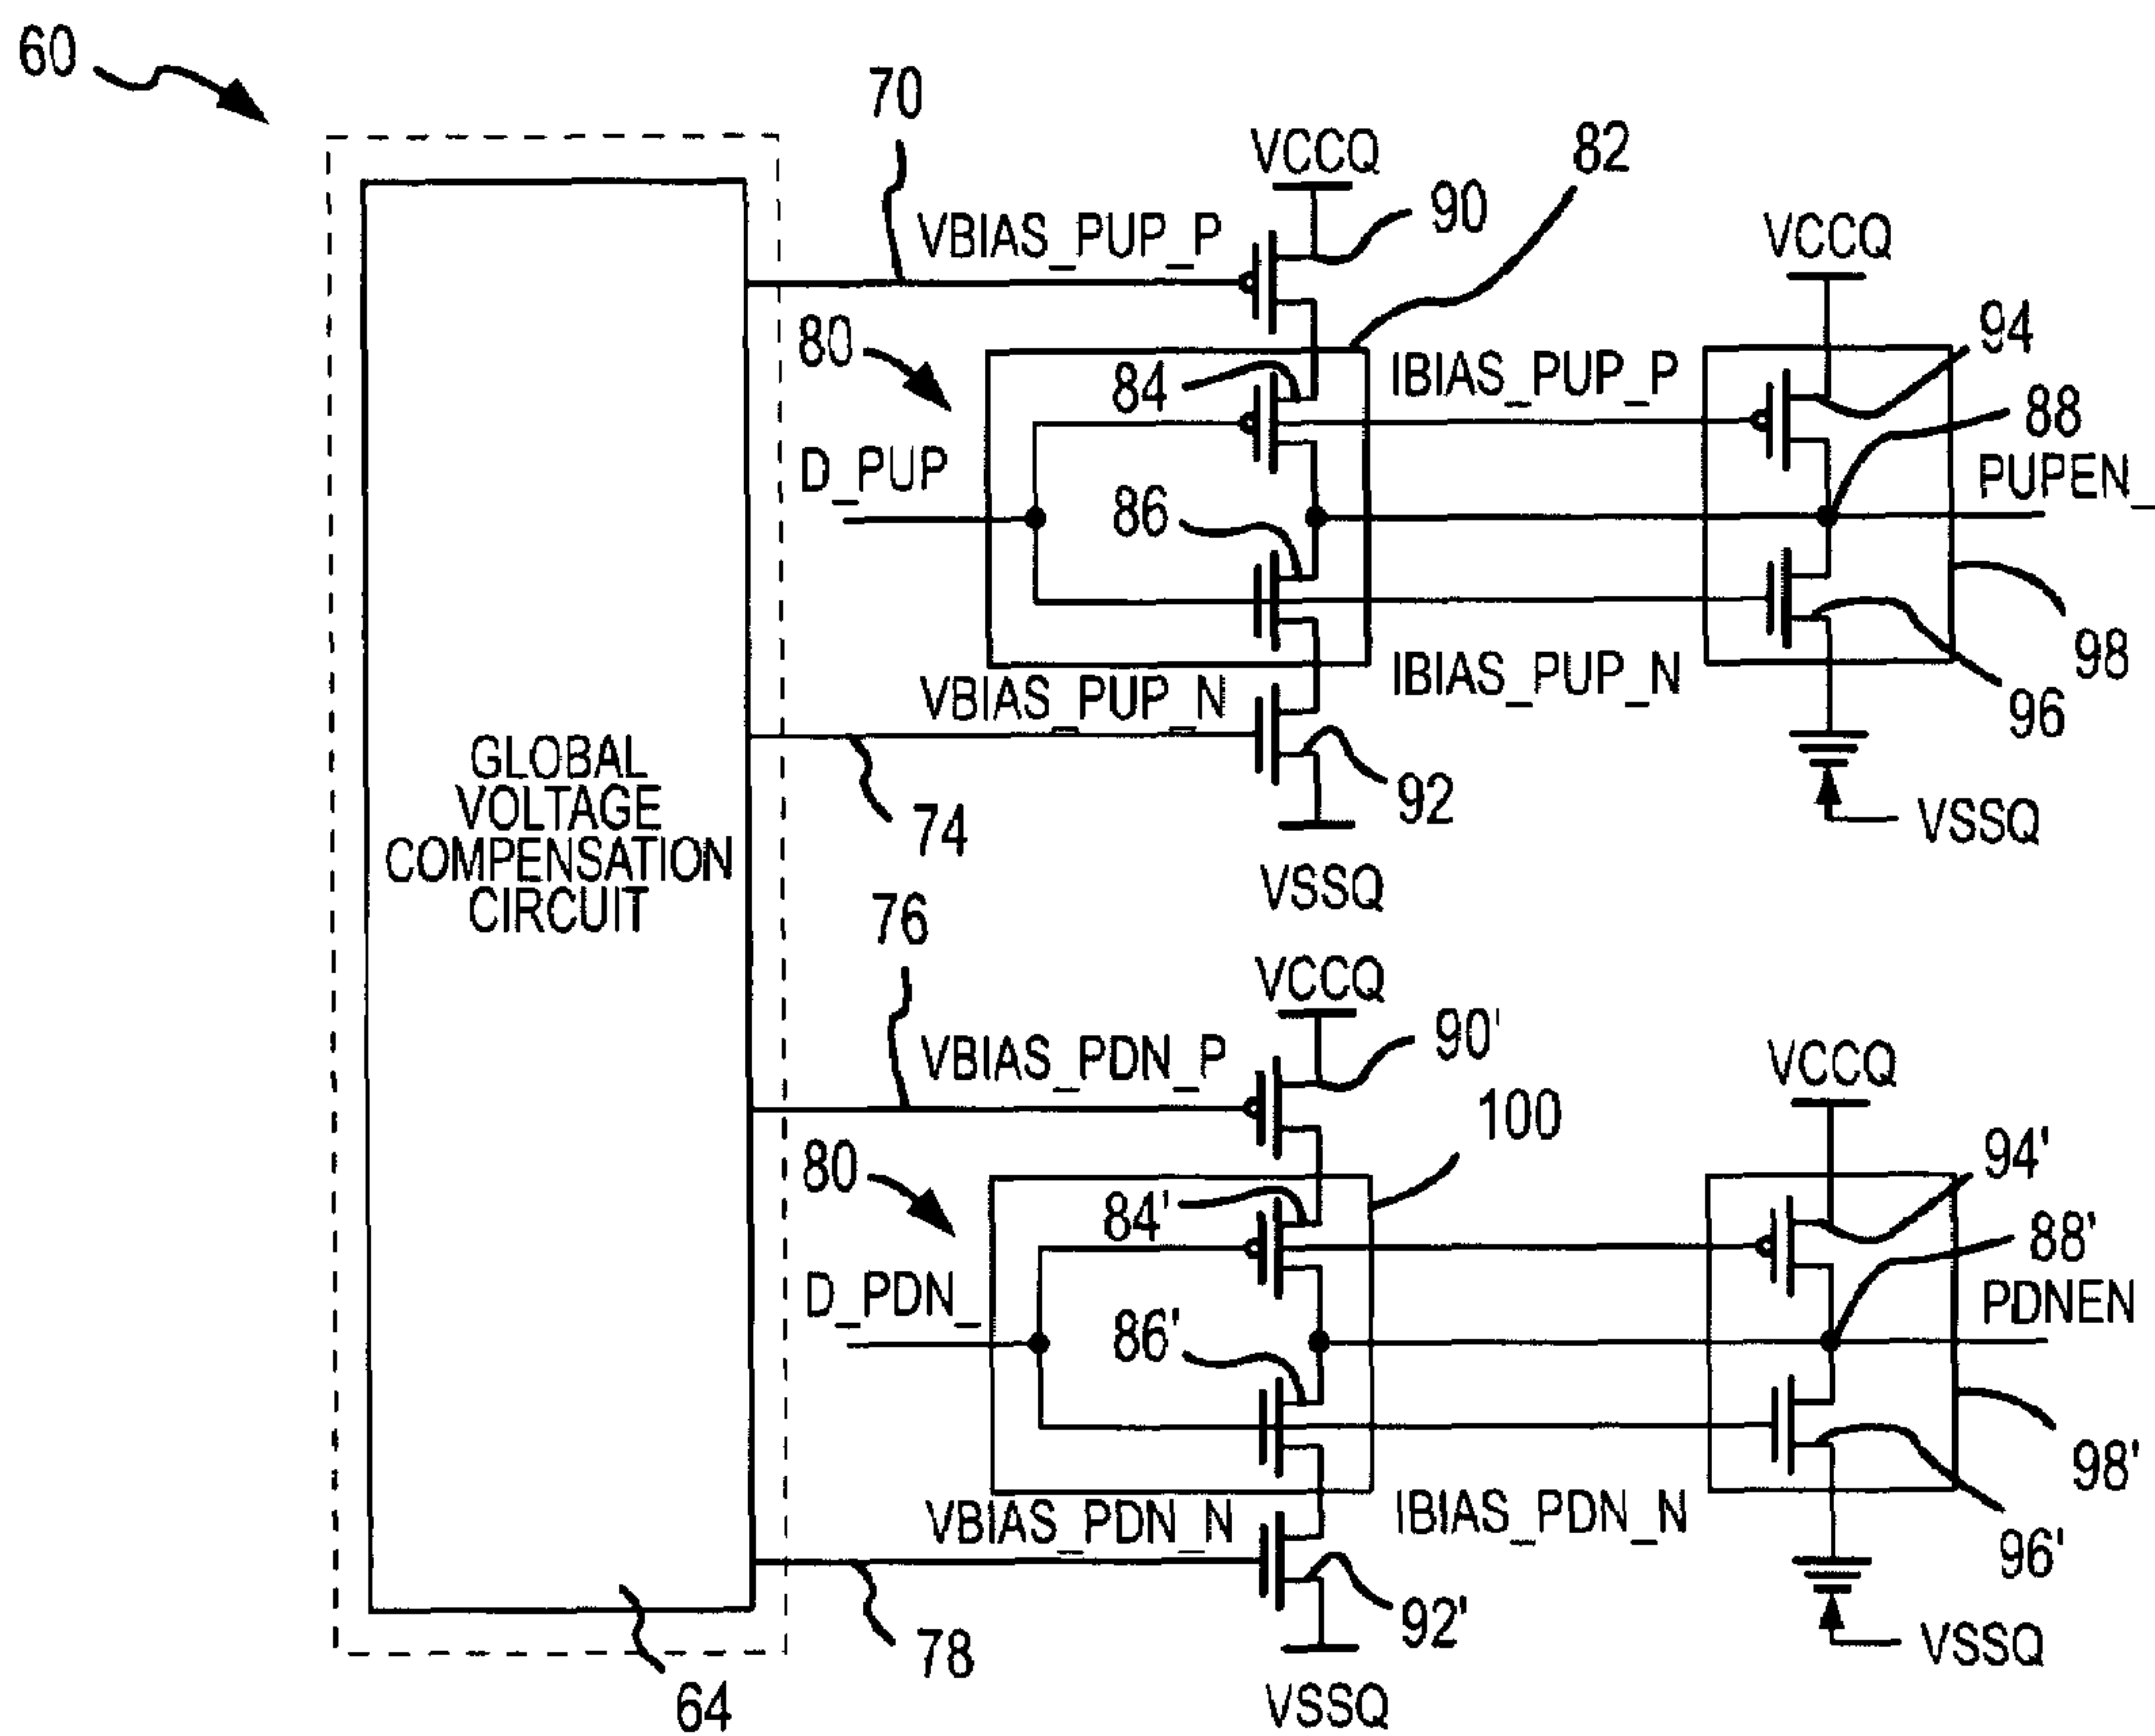 60
70
VCCQ
82
VBIAS_PUP_P
90
VCCQ
80
84
IBIAS_PUP_P
94
88
D_PUP
86
PUPEN_
VBIAS_PUP_N
IBIAS_PUP_N
98
96
GLOBAL
VOLTAGE
COMPENSATION
CIRCUIT
74
92
VSSQ
VSSQ
76
VCCQ
VBIAS_PDN_P
90'
VCCQ
80
100
84'
94'
88'
D_PDN_
86'
PDNEN
VBIAS_PDN_N
IBIAS_PDN_N
98'
96'
78
92'
VSSQ
64
VSSQ